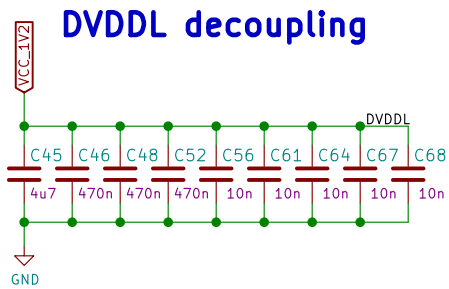 DVDDL decoupling
VCC_1V2
DVDDL
C45 C46 C48 C52 C56 C61 C64 C67 C68
4u7 470n 470n 470n 10n 10n 10n 10n 10n
GND